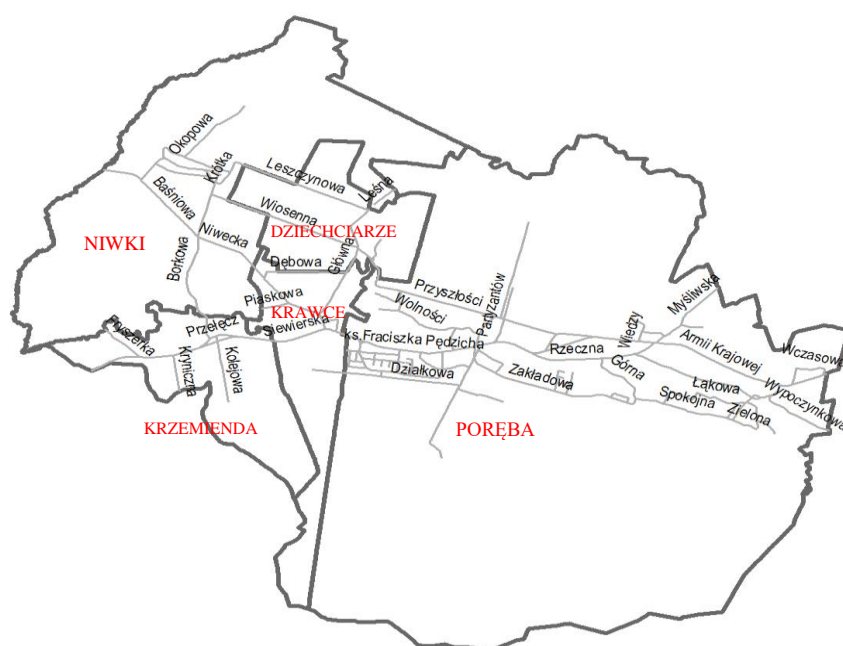 Okopowa
Krótka
Leszczynowa
Leśna
Baśniowa
Wiosenna
DZIECHCIARZE
NIWKI
Niwecka
Główna
Borkowa
Dębowa
Przyszłości
Partyzantów
Myśliwska
Piaskowa
Wolności
KRAWCE
Fryszerka
Przełęcz
Siewierska
ks.Fraciszka Pędzicha
Rzeczna
Wiedzy
Armii Krajowej
Wczasowa
Kryniczna
Kolejowa
Działkowa
Zakładowa
Górna
Łąkowa
Wypoczynkowa
Spokojna
Zielona
KRZEMIENDA
PORĘBA